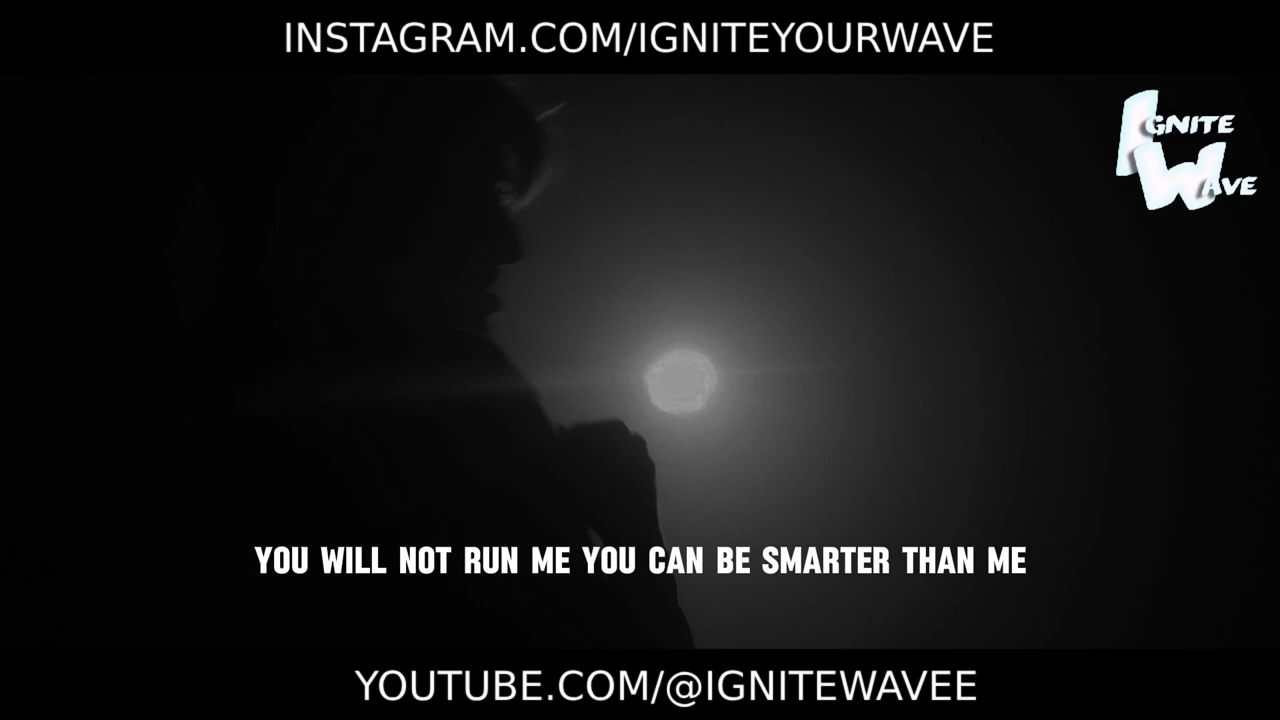 INSTAGRAM.COM/IGNITEYOURWAVE
IGNITE
WAVE
YOU WILL NOT RUN ME YOU CAN BE SMARTER THAN ME
YOUTUBE.COM/@IGNITEWAVEE